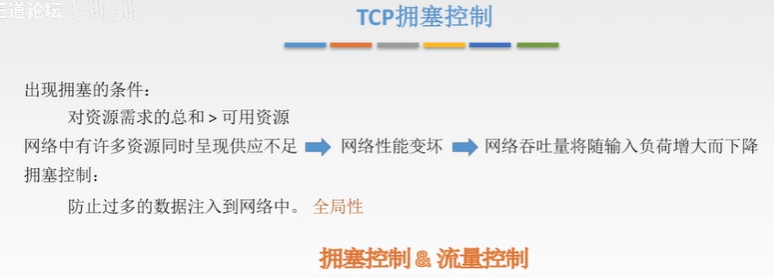 王道论坛
TCP拥塞控制
出现拥塞的条件：
对资源需求的总和 > 可用资源
网络中有许多资源同时呈现供应不足 网络性能变坏 网络吞吐量将随输入负荷增大而下降
拥塞控制：
防止过多的数据注入到网络中。 全局性
拥塞控制 & 流量控制